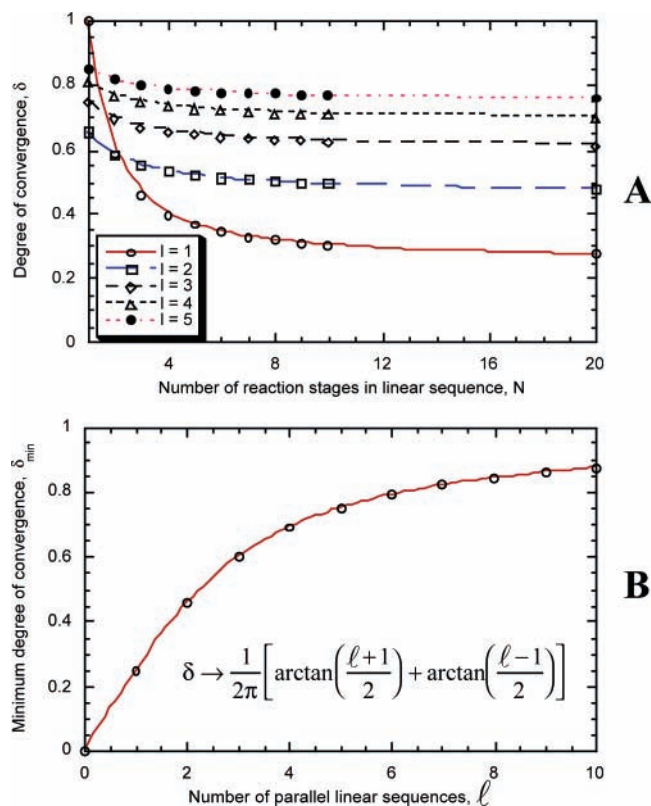 1
0.8
0.6
0.4
0.2
0
Degree of convergence, δ
l = 1
l = 2
l = 3
l = 4
l = 5
4 8 12 16 20
Number of reaction stages in linear sequence, N
A
1
0.8
0.6
0.4
0.2
0
Minimum degree of convergence, δmin
δ → 1/2π [ arctan(ℓ+1/2) + arctan(ℓ−1/2) ]
0 2 4 6 8 10
Number of parallel linear sequences, ℓ
B